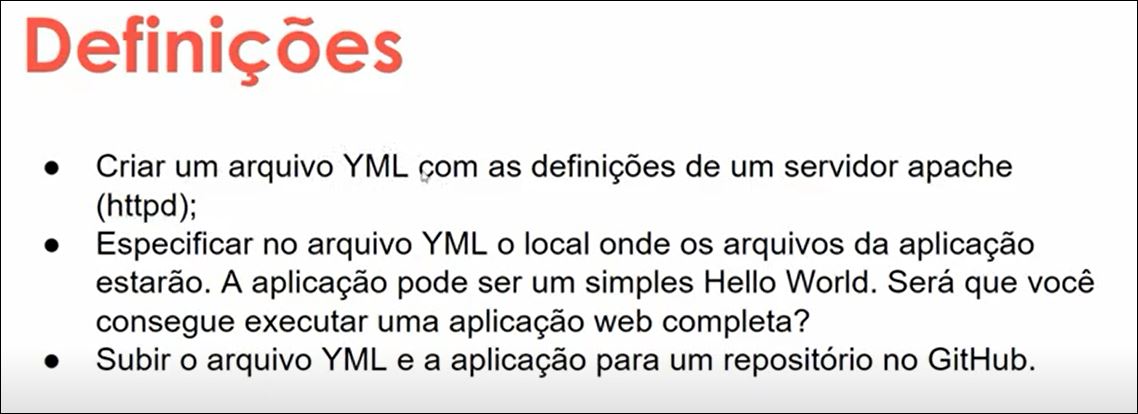 Definições
● Criar um arquivo YML com as definições de um servidor apache
(httpd);
● Especificar no arquivo YML o local onde os arquivos da aplicação
estarão. A aplicação pode ser um simples Hello World. Será que você
consegue executar uma aplicação web completa?
● Subir o arquivo YML e a aplicação para um repositório no GitHub.